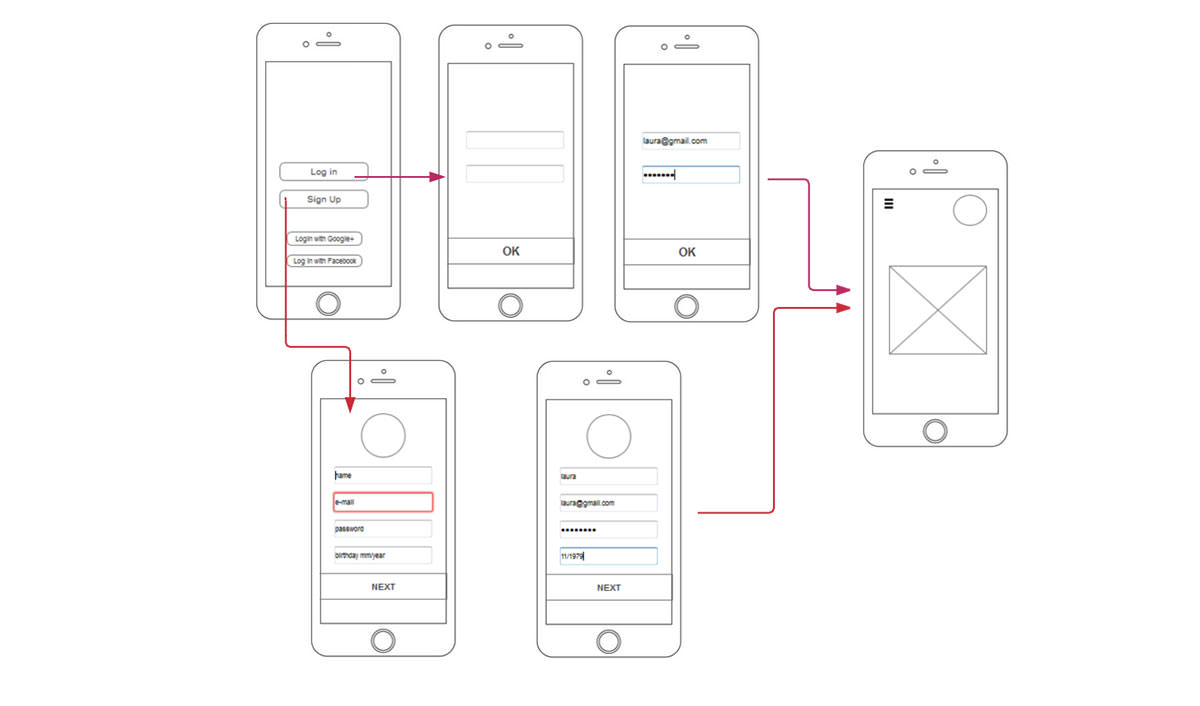 Log in
Sign Up
LogIn with Google+
Log In with Facebook
OK
laura@gmail.com
•••••••
OK
name
e-mail
password
birthday mm/year
NEXT
laura
laura@gmail.com
••••••••
11/1979
NEXT